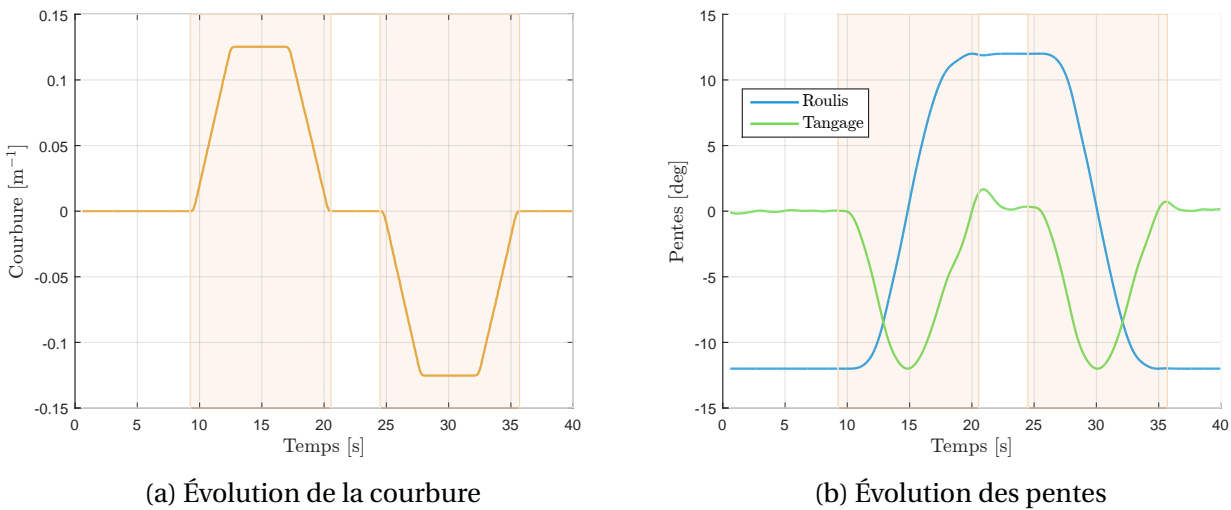 0.15
0.1
0.05
0
-0.05
-0.1
-0.15
Courbure [m⁻¹]
0 5 10 15 20 25 30 35 40
Temps [s]
(a) Évolution de la courbure
15
10
5
0
-5
-10
-15
Pentes [deg]
Roulis
Tangage
0 5 10 15 20 25 30 35 40
Temps [s]
(b) Évolution des pentes